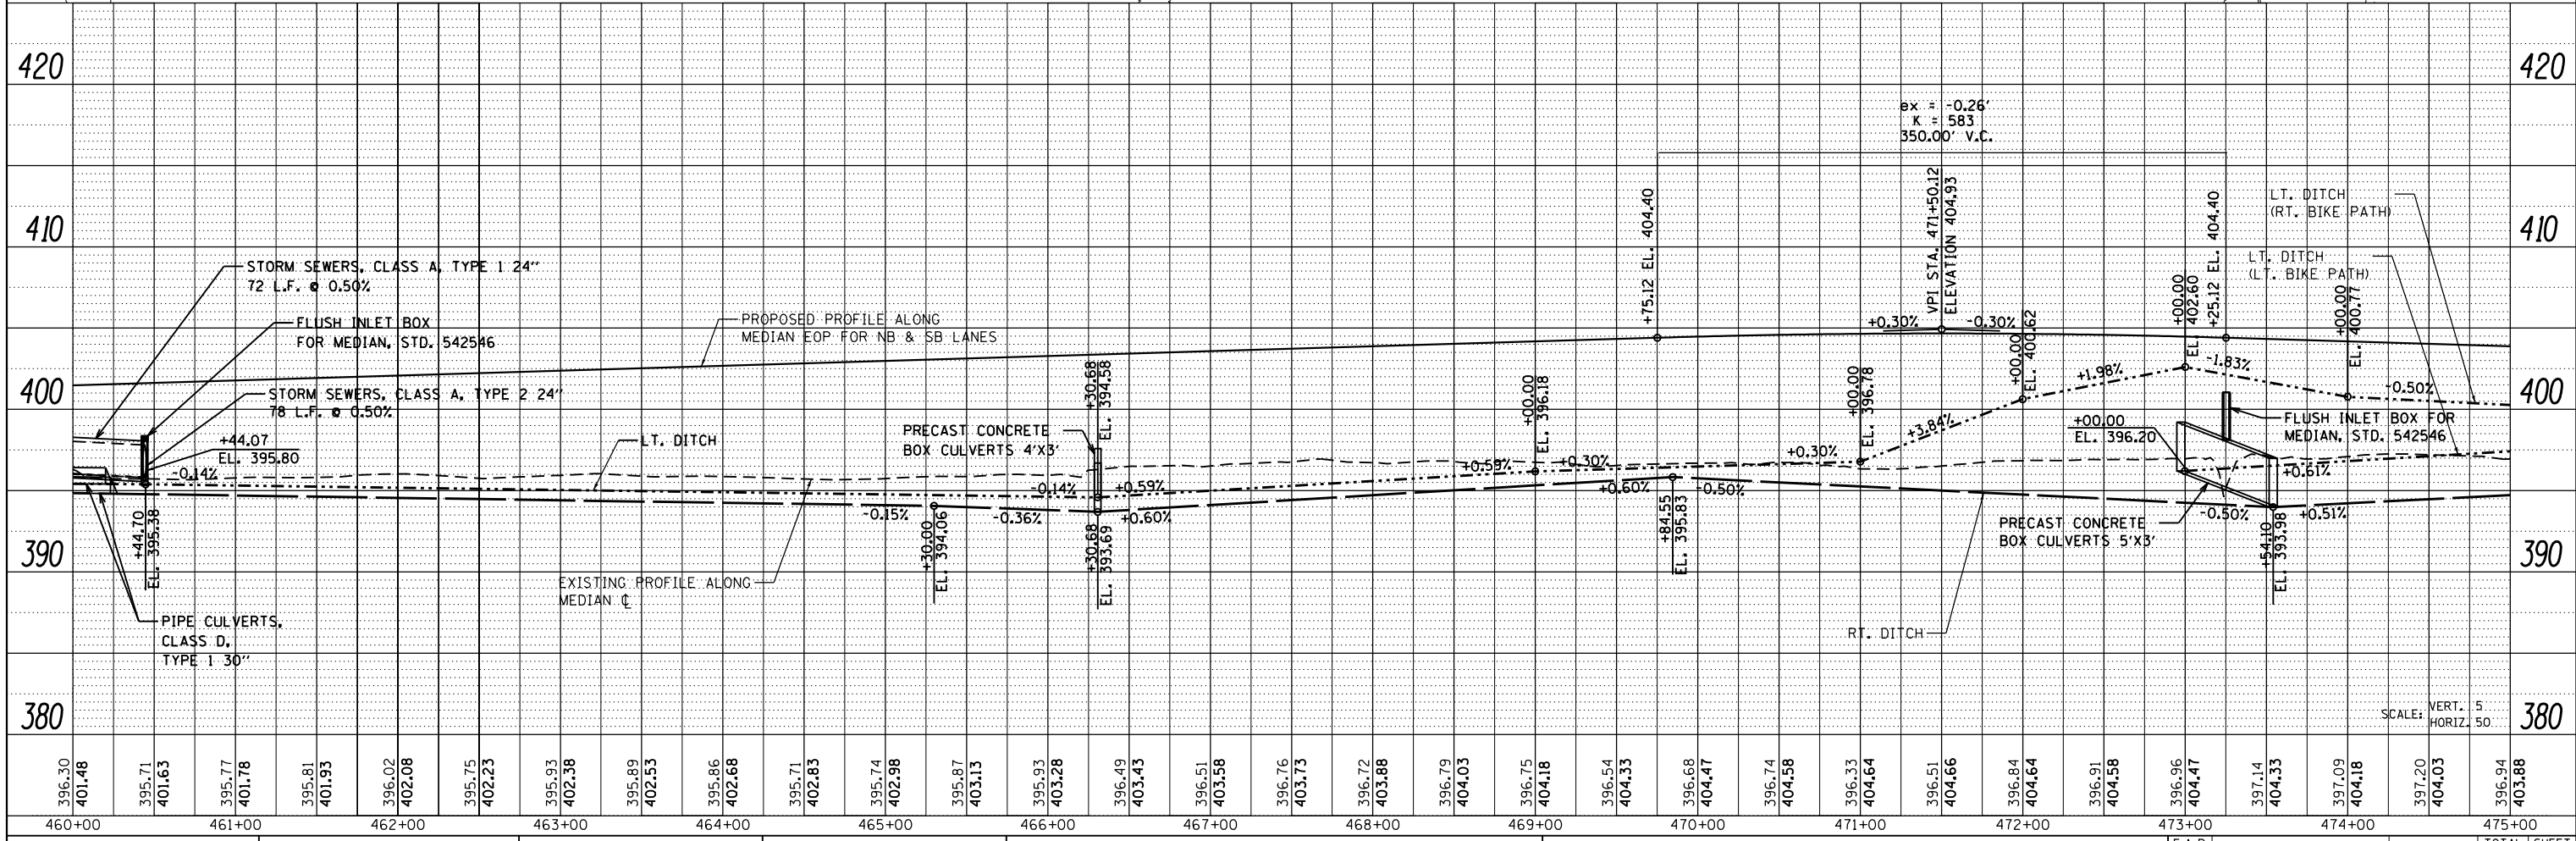 420
420
410
410
400
400
390
390
380
380
ex = -0.26'
K = 583
350.00' V.C.
+75.12 EL. 404.40
VPI STA. 471+50.12
ELEVATION 404.93
+0.30%
-0.30%
+25.12 EL. 404.40
LT. DITCH
(RT. BIKE PATH)
LT. DITCH
(LT. BIKE PATH)
STORM SEWERS, CLASS A, TYPE 1 24"
72 L.F. @ 0.50%
FLUSH INLET BOX
FOR MEDIAN, STD. 542546
STORM SEWERS, CLASS A, TYPE 2 24"
78 L.F. @ 0.50%
+44.07
EL. 395.80
-0.14%
+44.70
EL. 395.38
PIPE CULVERTS,
CLASS D,
TYPE 1 30"
PROPOSED PROFILE ALONG
MEDIAN EOP FOR NB & SB LANES
LT. DITCH
EXISTING PROFILE ALONG
MEDIAN ℄
PRECAST CONCRETE
BOX CULVERTS 4'X3'
+30.68
EL. 394.58
-0.14%
+0.59%
-0.15%
+30.00
EL. 394.06
-0.36%
+30.68
EL. 393.69
+0.60%
+0.59%
+00.00
EL. 396.18
+0.30%
+0.60%
+84.55
EL. 395.83
-0.50%
+0.30%
+00.00
EL. 396.78
+3.84%
+00.00
EL. 400.62
+1.98%
+00.00
EL. 402.60
-1.83%
+00.00
EL. 400.77
-0.50%
+00.00
EL. 396.20
FLUSH INLET BOX FOR
MEDIAN, STD. 542546
+0.61%
PRECAST CONCRETE
BOX CULVERTS 5'X3'
-0.50%
+0.51%
+54.10
EL. 393.98
RT. DITCH
SCALE: VERT. 5
HORIZ. 50
396.30
401.48
395.71
401.63
395.77
401.78
395.81
401.93
396.02
402.08
395.75
402.23
395.93
402.38
395.89
402.53
395.86
402.68
395.71
402.83
395.74
402.98
395.87
403.13
395.93
403.28
396.49
403.43
396.51
403.58
396.76
403.73
396.72
403.88
396.79
404.03
396.75
404.18
396.54
404.33
396.68
404.47
396.74
404.58
396.33
404.64
396.51
404.66
396.84
404.64
396.91
404.58
396.96
404.47
397.14
404.33
397.09
404.18
397.20
404.03
396.94
403.88
460+00
461+00
462+00
463+00
464+00
465+00
466+00
467+00
468+00
469+00
470+00
471+00
472+00
473+00
474+00
475+00